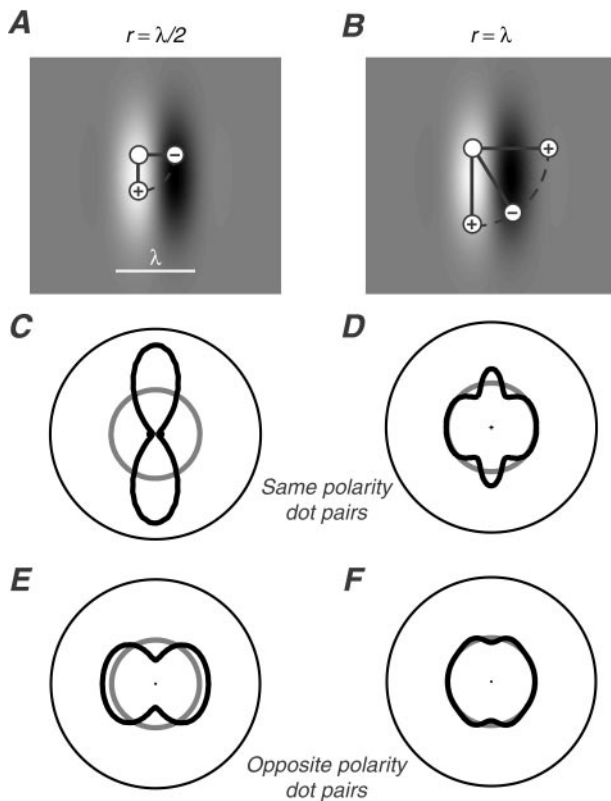 A
r = λ/2
B
r = λ
−
+
λ
+
−
+
C
D
Same polarity
dot pairs
E
F
Opposite polarity
dot pairs